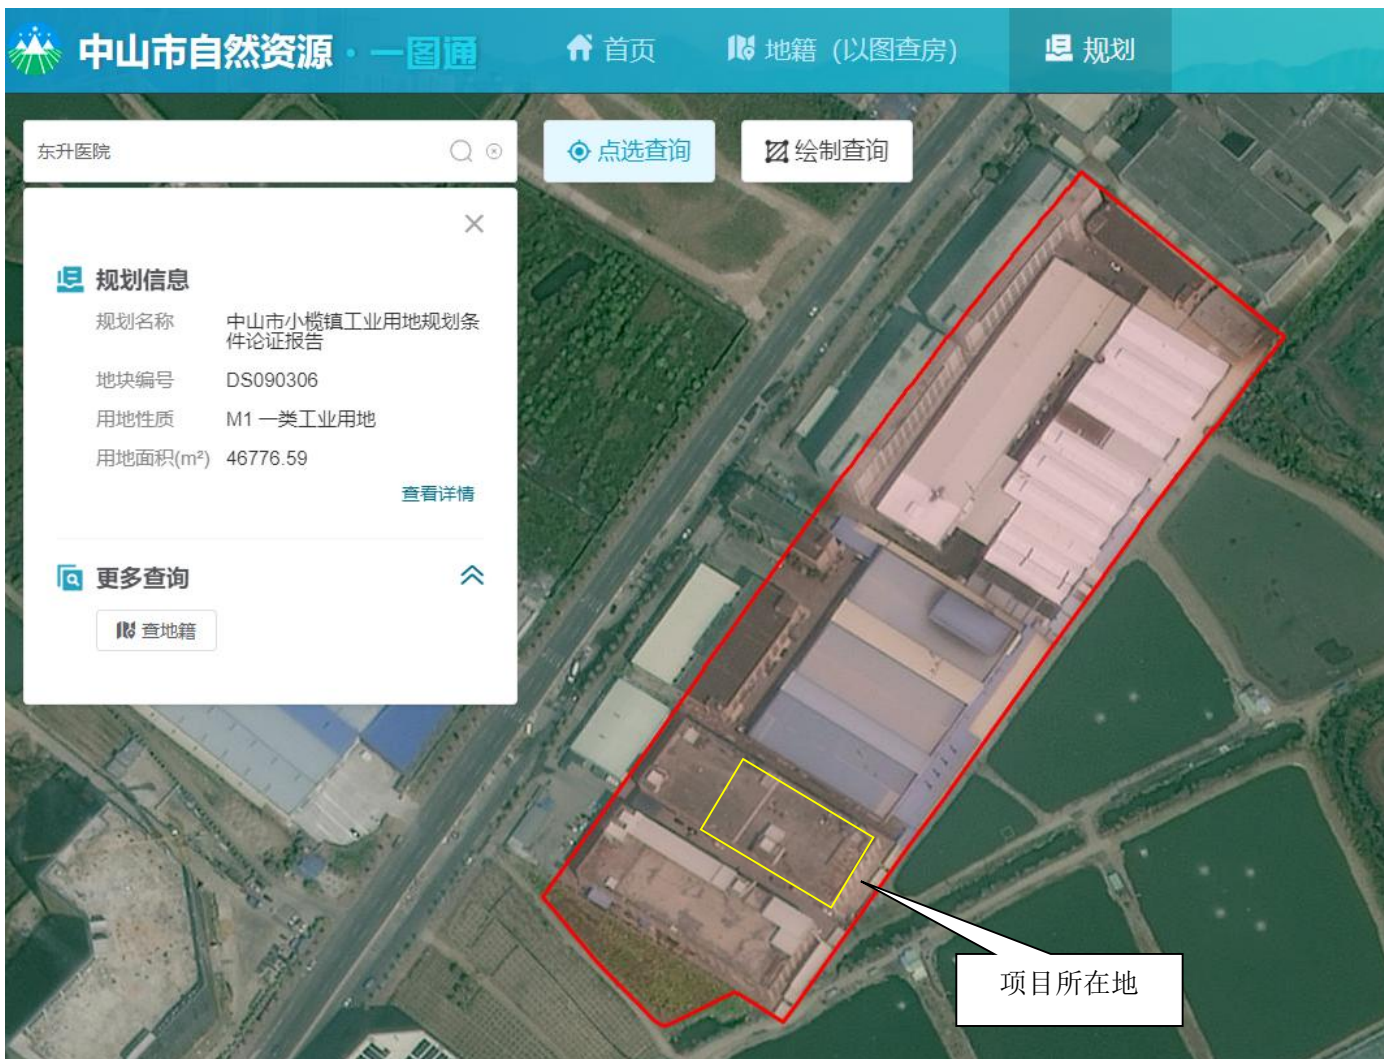 中山市自然资源·一图通
首页
地籍（以图查房）
规划
东升医院
点选查询
绘制查询
规划信息
规划名称 中山市小榄镇工业用地规划条
件论证报告
地块编号 DS090306
用地性质 M1 一类工业用地
用地面积(m²) 46776.59
查看详情
更多查询
查地籍
项目所在地